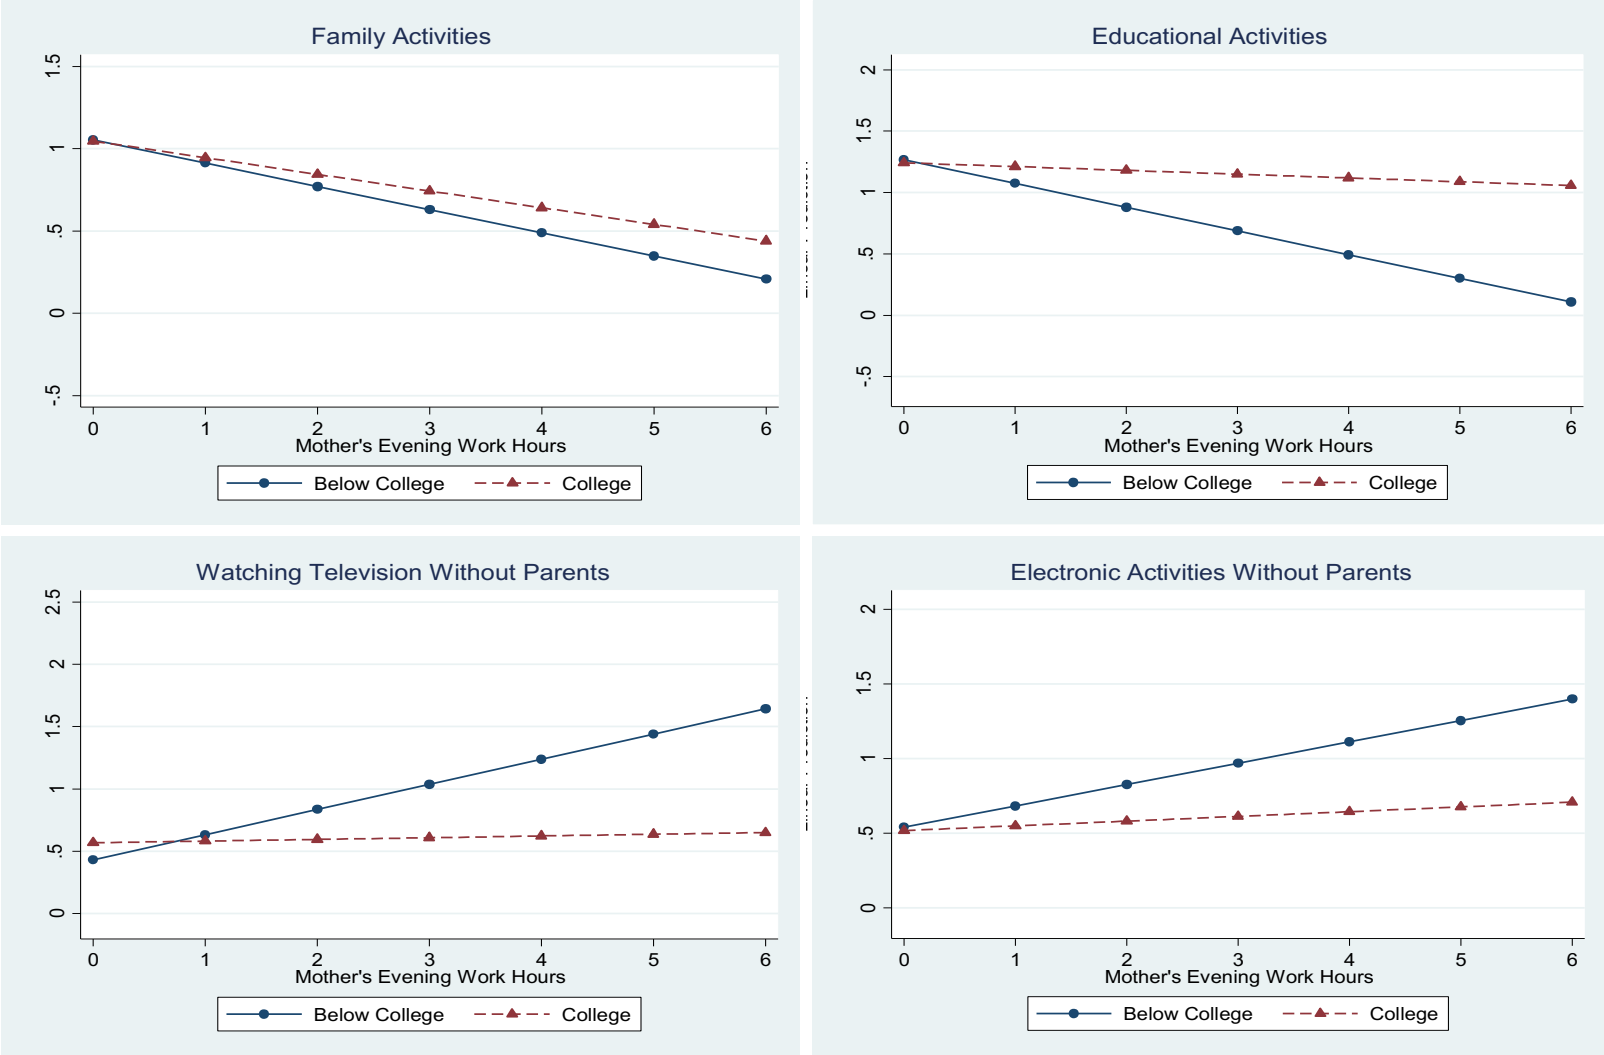 Family Activities
1.5
1
.5
0
-.5
0 1 2 3 4 5 6
Mother's Evening Work Hours
Below College College
Educational Activities
2
1.5
1
.5
0
-.5
0 1 2 3 4 5 6
Mother's Evening Work Hours
Below College College
Watching Television Without Parents
2.5
2
1.5
1
.5
0
0 1 2 3 4 5 6
Mother's Evening Work Hours
Below College College
Electronic Activities Without Parents
2
1.5
1
.5
0
0 1 2 3 4 5 6
Mother's Evening Work Hours
Below College College